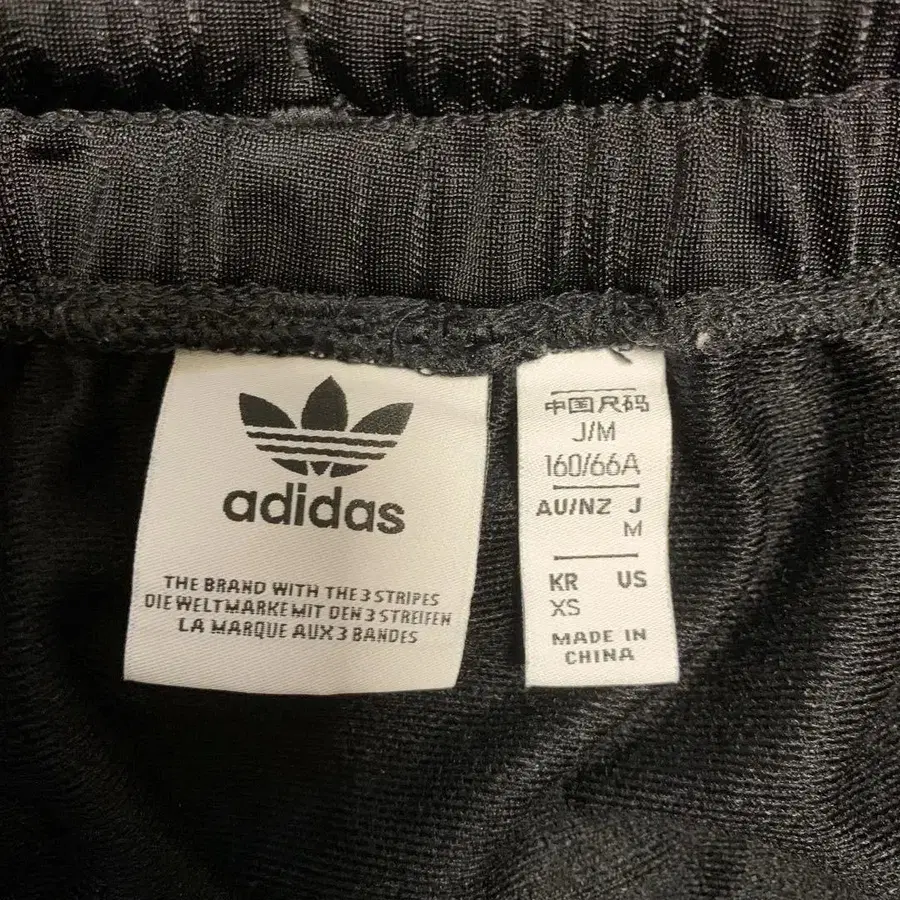 adidas
THE BRAND WITH THE 3 STRIPES
DIE WELTMARKE MIT DEN 3 STREIFEN
LA MARQUE AUX 3 BANDES
中国尺码
J/M
160/66A
AU/NZ J
M
KR US
XS
MADE IN
CHINA